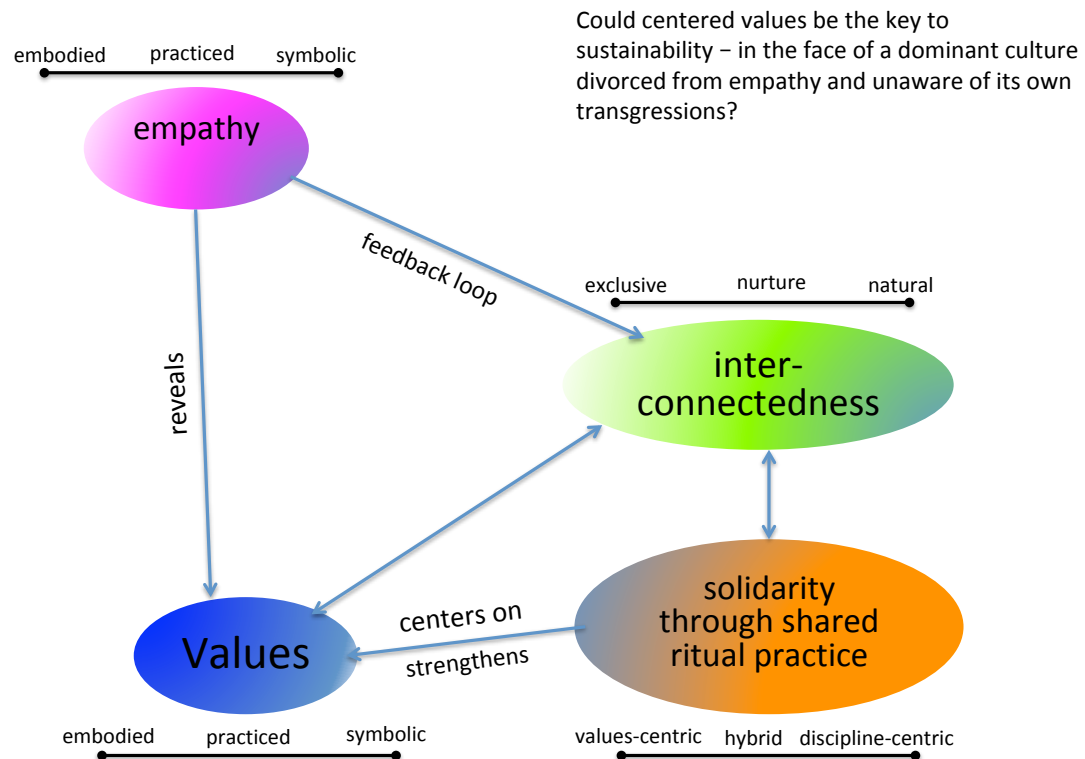 Could centered values be the key to
sustainability – in the face of a dominant culture
divorced from empathy and unaware of its own
transgressions?
embodied practiced symbolic
empathy
feedback loop
reveals
exclusive nurture natural
inter-
connectedness
solidarity
through shared
ritual practice
centers on
strengthens
Values
embodied practiced symbolic
values-centric hybrid discipline-centric